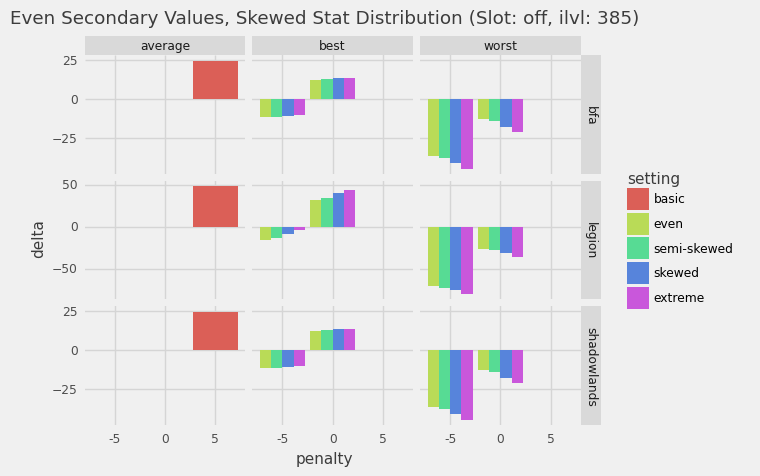 Even Secondary Values, Skewed Stat Distribution (Slot: off, ilvl: 385)
average best worst
25
0
−25
bfa
50
0
−50
legion
25
0
−25
shadowlands
-5 0 5 -5 0 5 -5 0 5
penalty
delta
setting
basic
even
semi-skewed
skewed
extreme